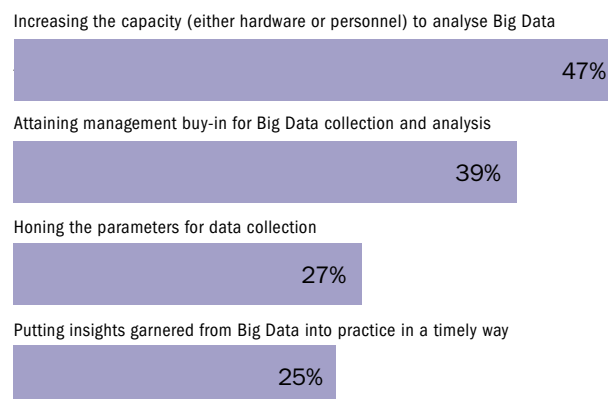 Increasing the capacity (either hardware or personnel) to analyse Big Data
47%
Attaining management buy-in for Big Data collection and analysis
39%
Honing the parameters for data collection
27%
Putting insights garnered from Big Data into practice in a timely way
25%